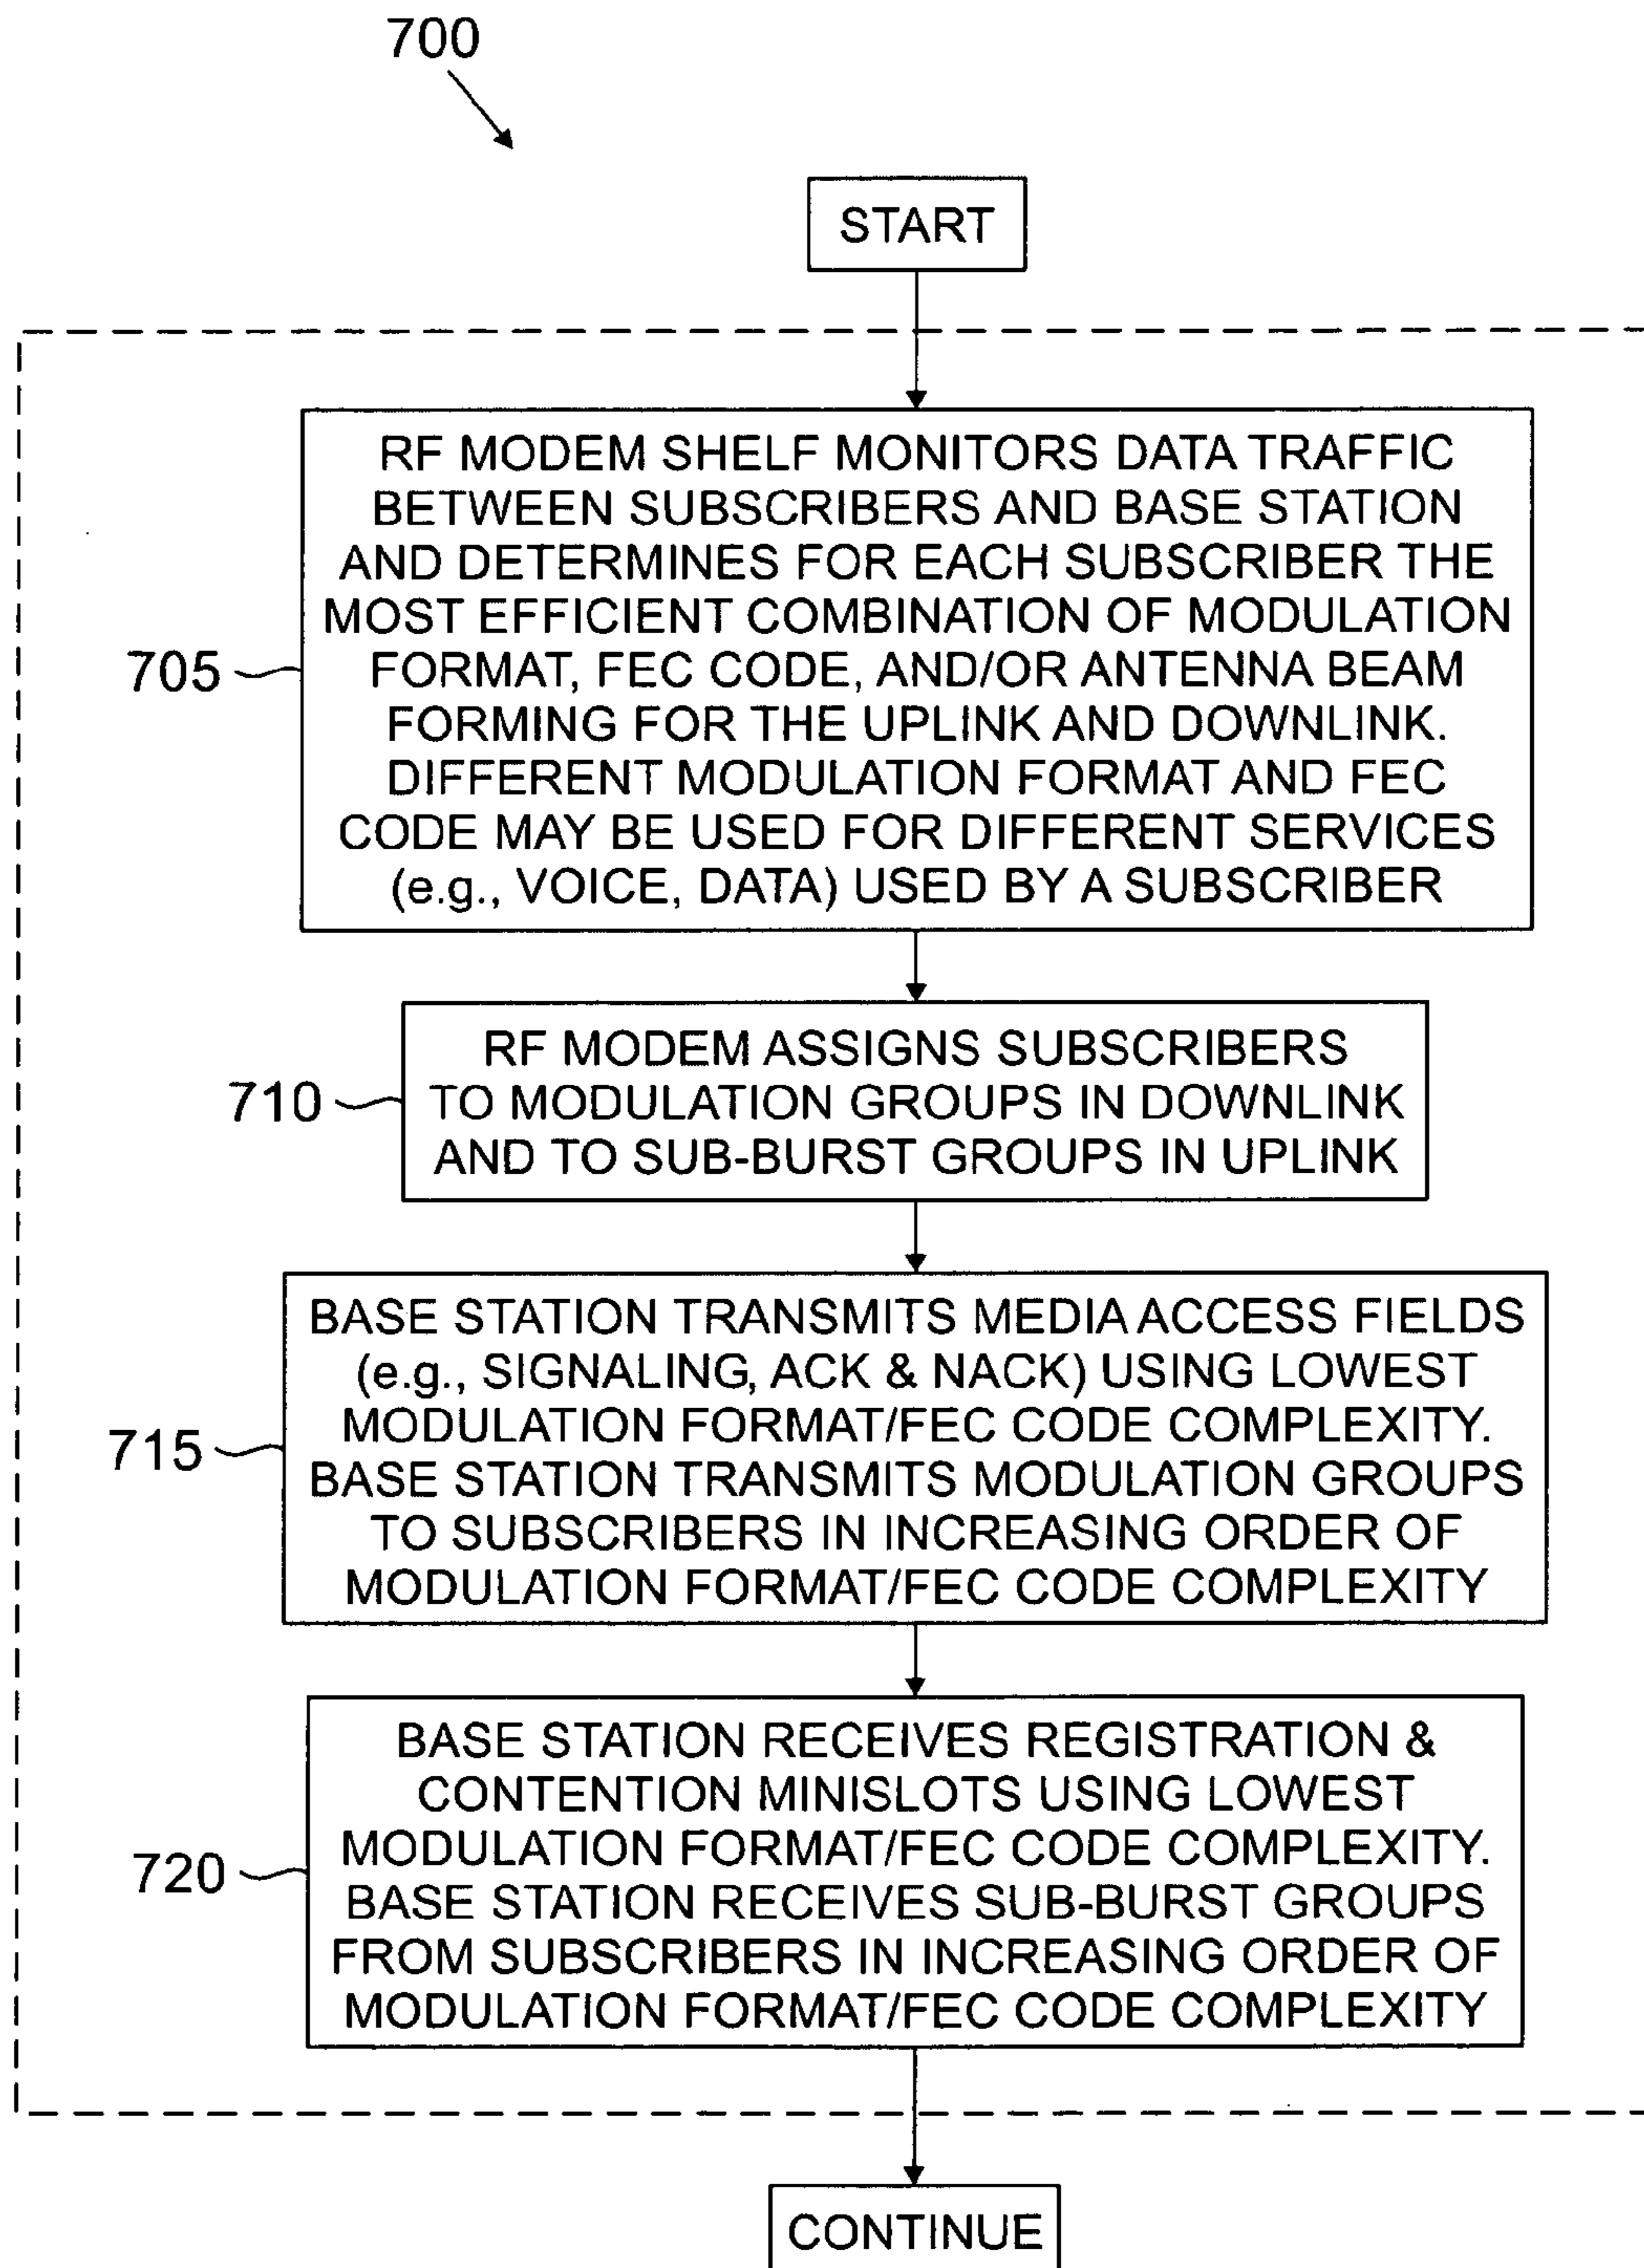 700
START
RF MODEM SHELF MONITORS DATA TRAFFIC
BETWEEN SUBSCRIBERS AND BASE STATION
AND DETERMINES FOR EACH SUBSCRIBER THE
MOST EFFICIENT COMBINATION OF MODULATION
FORMAT, FEC CODE, AND/OR ANTENNA BEAM
FORMING FOR THE UPLINK AND DOWNLINK.
DIFFERENT MODULATION FORMAT AND FEC
CODE MAY BE USED FOR DIFFERENT SERVICES
(e.g., VOICE, DATA) USED BY A SUBSCRIBER
705
RF MODEM ASSIGNS SUBSCRIBERS
TO MODULATION GROUPS IN DOWNLINK
AND TO SUB-BURST GROUPS IN UPLINK
710
BASE STATION TRANSMITS MEDIA ACCESS FIELDS
(e.g., SIGNALING, ACK & NACK) USING LOWEST
MODULATION FORMAT/FEC CODE COMPLEXITY.
BASE STATION TRANSMITS MODULATION GROUPS
TO SUBSCRIBERS IN INCREASING ORDER OF
MODULATION FORMAT/FEC CODE COMPLEXITY
715
BASE STATION RECEIVES REGISTRATION &
CONTENTION MINISLOTS USING LOWEST
MODULATION FORMAT/FEC CODE COMPLEXITY.
BASE STATION RECEIVES SUB-BURST GROUPS
FROM SUBSCRIBERS IN INCREASING ORDER OF
MODULATION FORMAT/FEC CODE COMPLEXITY
720
CONTINUE